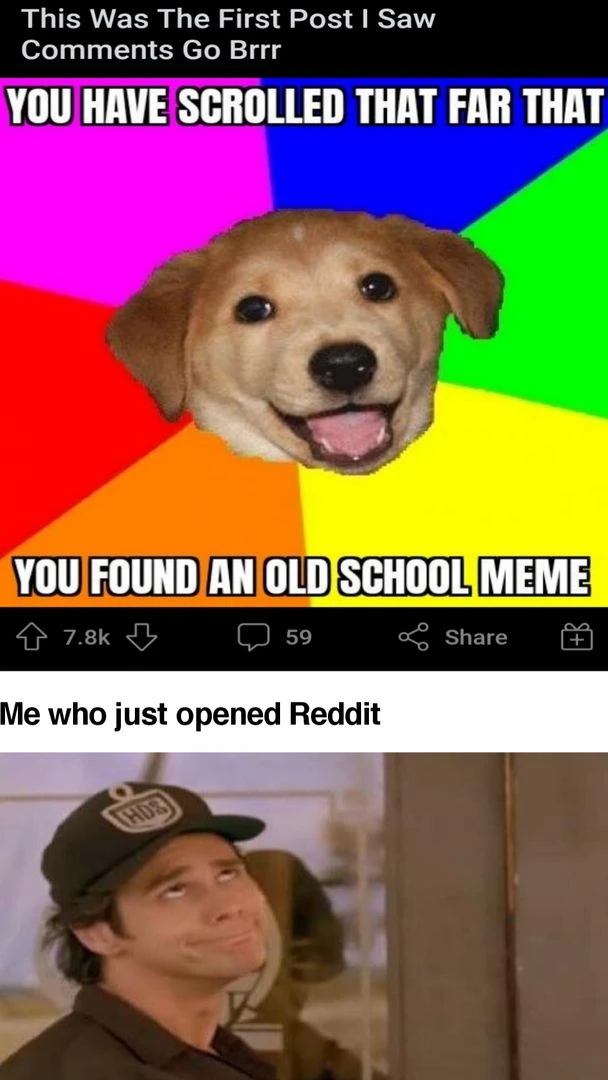 This Was The First Post I Saw
Comments Go Brrr
YOU HAVE SCROLLED THAT FAR THAT
YOU FOUND AN OLD SCHOOL MEME
7.8k
59
Share
Me who just opened Reddit
HDS